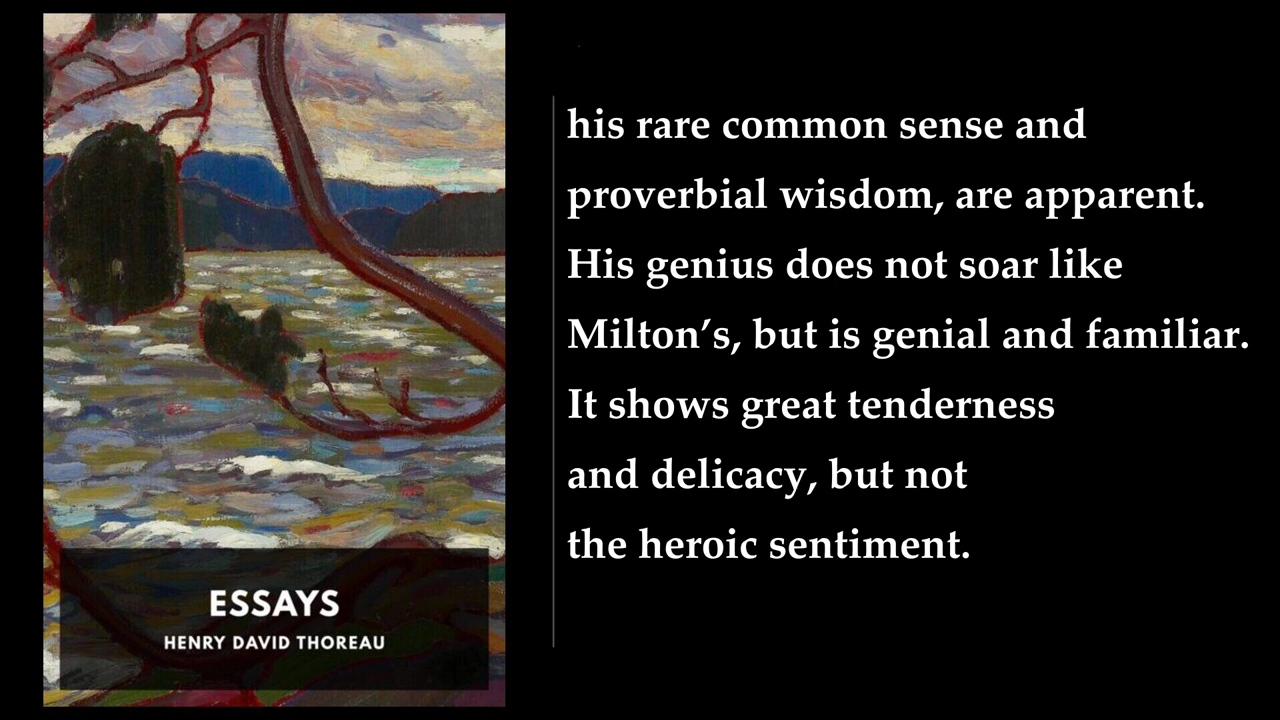 his rare common sense and
proverbial wisdom, are apparent.
His genius does not soar like
Milton’s, but is genial and familiar.
It shows great tenderness
and delicacy, but not
the heroic sentiment.
ESSAYS
HENRY DAVID THOREAU